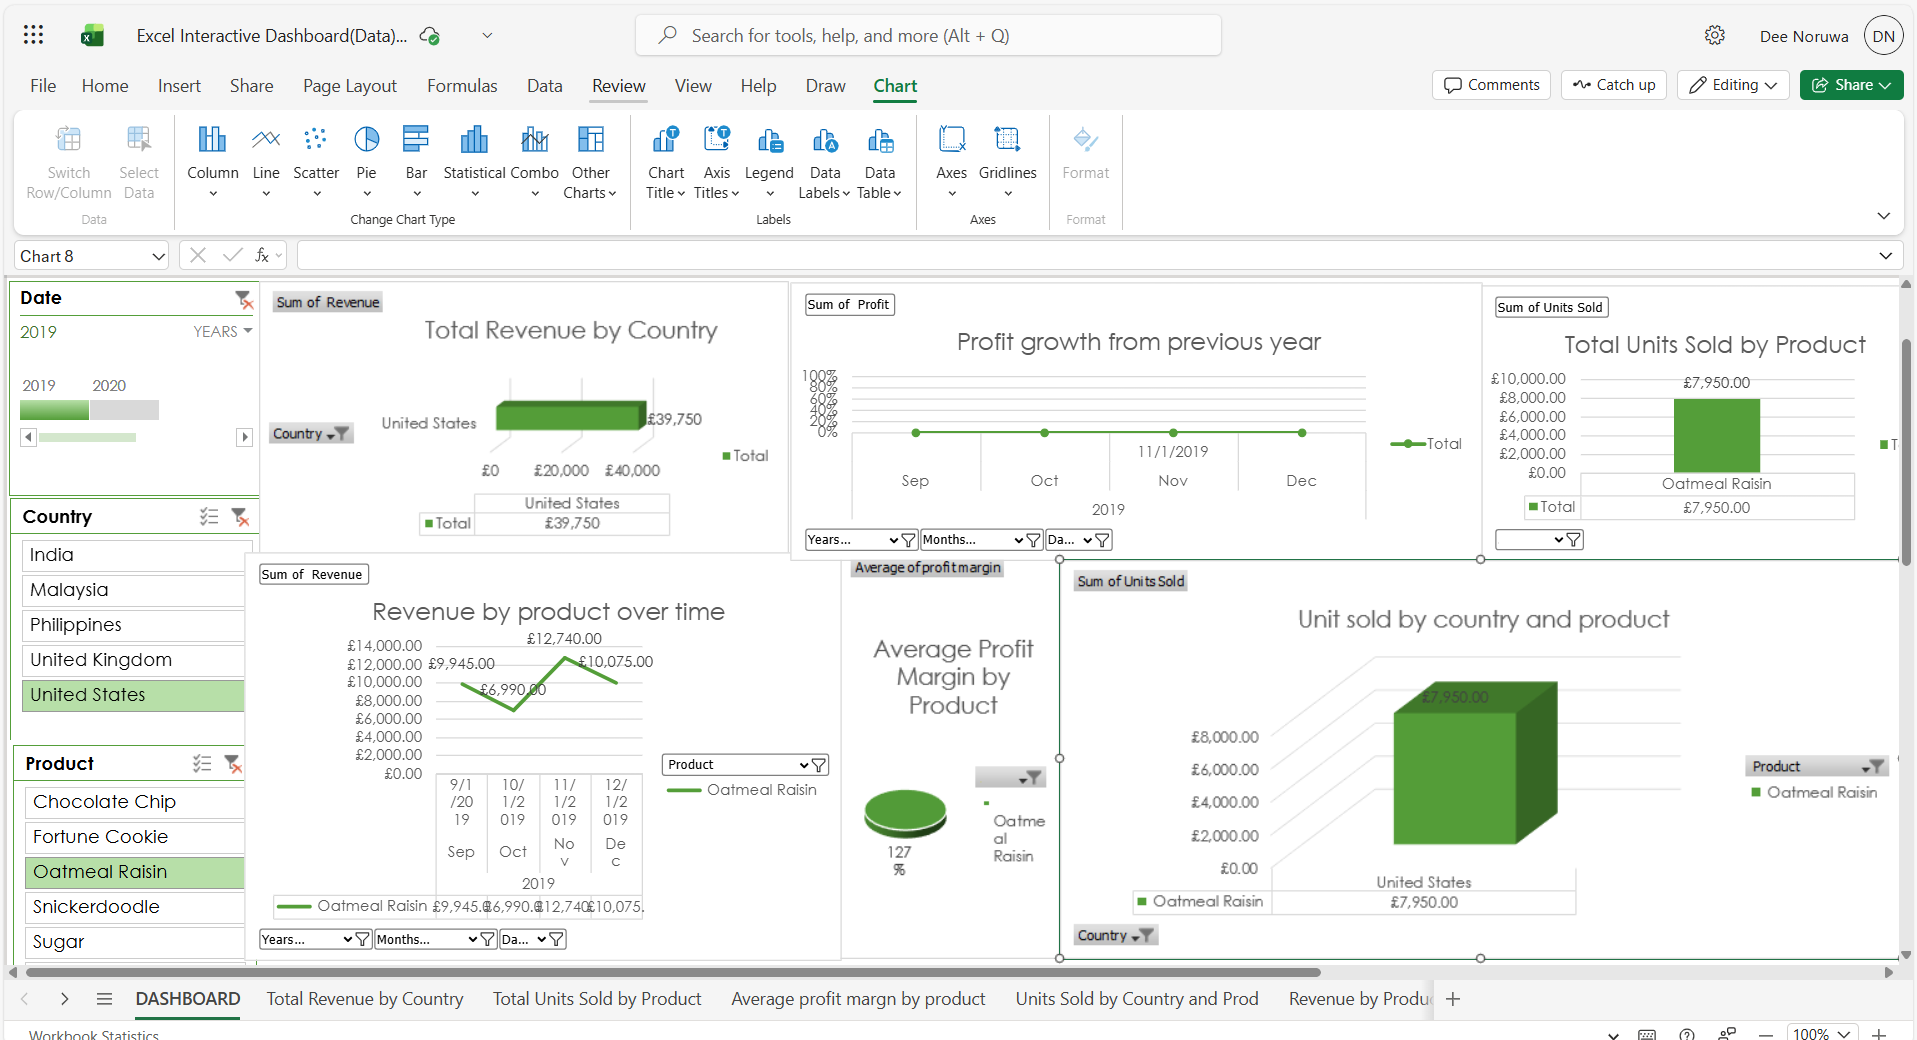 Excel Interactive Dashboard(Data)...
Search for tools, help, and more (Alt + Q)
Dee Noruwa
DN
File Home Insert Share Page Layout Formulas Data Review View Help Draw Chart
Comments Catch up Editing Share
Switch Row/Column
Select Data
Data
Column Line Scatter Pie Bar Statistical Combo Other Charts
Change Chart Type
Chart Title Axis Titles Legend Data Labels Data Table
Labels
Axes Gridlines
Axes
Format
Format
Chart 8
fx
Date
2019 YEARS
2019 2020
Country
India
Malaysia
Philippines
United Kingdom
United States
Product
Chocolate Chip
Fortune Cookie
Oatmeal Raisin
Snickerdoodle
Sugar
Sum of Revenue
Total Revenue by Country
United States
£39,750
Country
£0 £20,000 £40,000
Total
United States
Total £39,750
Sum of Profit
Profit growth from previous year
100%
80%
60%
40%
20%
0%
Total
11/1/2019
Sep Oct Nov Dec
2019
Years... Months... Da...
Sum of Units Sold
Total Units Sold by Product
£10,000.00
£8,000.00
£6,000.00
£4,000.00
£2,000.00
£0.00
£7,950.00
T
Oatmeal Raisin
Total £7,950.00
Sum of Revenue
Revenue by product over time
£14,000.00
£12,000.00
£10,000.00
£8,000.00
£6,000.00
£4,000.00
£2,000.00
£0.00
£9,945.00
£6,990.00
£12,740.00
£10,075.00
9/1/2019 10/1/2019 11/1/2019 12/1/2019
Sep Oct Nov Dec
2019
Oatmeal Raisin £9,945.0 £6,990.0 £12,740 £10,075.
Product
Oatmeal Raisin
Years... Months... Da...
Average of profit margin
Average Profit
Margin by
Product
127
%
Oatme
al
Raisin
Sum of Units Sold
Unit sold by country and product
£7,950.00
£8,000.00
£6,000.00
£4,000.00
£2,000.00
£0.00
Product
Oatmeal Raisin
United States
Oatmeal Raisin £7,950.00
Country
DASHBOARD Total Revenue by Country Total Units Sold by Product Average profit margn by product Units Sold by Country and Prod Revenue by Produ
Workbook Statistics
100%